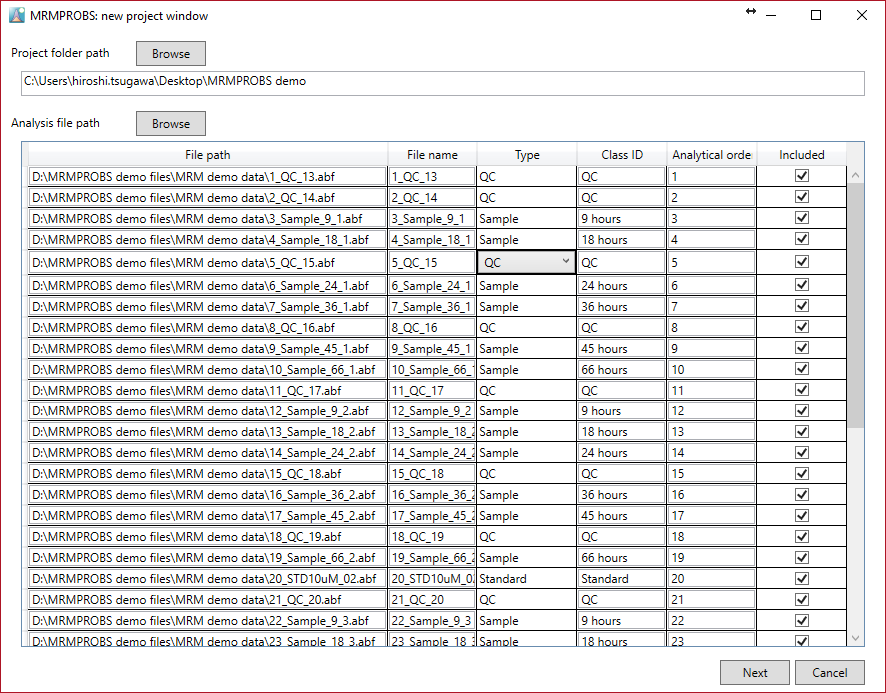 MRMPROBS: new project window
Project folder path Browse
C:\Users\hiroshi.tsugawa\Desktop\MRMPROBS demo
Analysis file path Browse
File path File name Type Class ID Analytical orde Included
D:\MRMPROBS demo files\MRM demo data\1_QC_13.abf 1_QC_13 QC QC 1
D:\MRMPROBS demo files\MRM demo data\2_QC_14.abf 2_QC_14 QC QC 2
D:\MRMPROBS demo files\MRM demo data\3_Sample_9_1.abf 3_Sample_9_1 Sample 9 hours 3
D:\MRMPROBS demo files\MRM demo data\4_Sample_18_1.abf 4_Sample_18_1 Sample 18 hours 4
D:\MRMPROBS demo files\MRM demo data\5_QC_15.abf 5_QC_15 QC QC 5
D:\MRMPROBS demo files\MRM demo data\6_Sample_24_1.abf 6_Sample_24_1 Sample 24 hours 6
D:\MRMPROBS demo files\MRM demo data\7_Sample_36_1.abf 7_Sample_36_1 Sample 36 hours 7
D:\MRMPROBS demo files\MRM demo data\8_QC_16.abf 8_QC_16 QC QC 8
D:\MRMPROBS demo files\MRM demo data\9_Sample_45_1.abf 9_Sample_45_1 Sample 45 hours 9
D:\MRMPROBS demo files\MRM demo data\10_Sample_66_1.abf 10_Sample_66_ Sample 66 hours 10
D:\MRMPROBS demo files\MRM demo data\11_QC_17.abf 11_QC_17 QC QC 11
D:\MRMPROBS demo files\MRM demo data\12_Sample_9_2.abf 12_Sample_9_2 Sample 9 hours 12
D:\MRMPROBS demo files\MRM demo data\13_Sample_18_2.abf 13_Sample_18_2 Sample 18 hours 13
D:\MRMPROBS demo files\MRM demo data\14_Sample_24_2.abf 14_Sample_24_2 Sample 24 hours 14
D:\MRMPROBS demo files\MRM demo data\15_QC_18.abf 15_QC_18 QC QC 15
D:\MRMPROBS demo files\MRM demo data\16_Sample_36_2.abf 16_Sample_36_2 Sample 36 hours 16
D:\MRMPROBS demo files\MRM demo data\17_Sample_45_2.abf 17_Sample_45_2 Sample 45 hours 17
D:\MRMPROBS demo files\MRM demo data\18_QC_19.abf 18_QC_19 QC QC 18
D:\MRMPROBS demo files\MRM demo data\19_Sample_66_2.abf 19_Sample_66_2 Sample 66 hours 19
D:\MRMPROBS demo files\MRM demo data\20_STD10uM_02.abf 20_STD10uM_0 Standard Standard 20
D:\MRMPROBS demo files\MRM demo data\21_QC_20.abf 21_QC_20 QC QC 21
D:\MRMPROBS demo files\MRM demo data\22_Sample_9_3.abf 22_Sample_9_3 Sample 9 hours 22
D:\MRMPROBS demo files\MRM demo data\23_Sample_18_3.abf 23_Sample_18_3 Sample 18 hours 23
Next Cancel